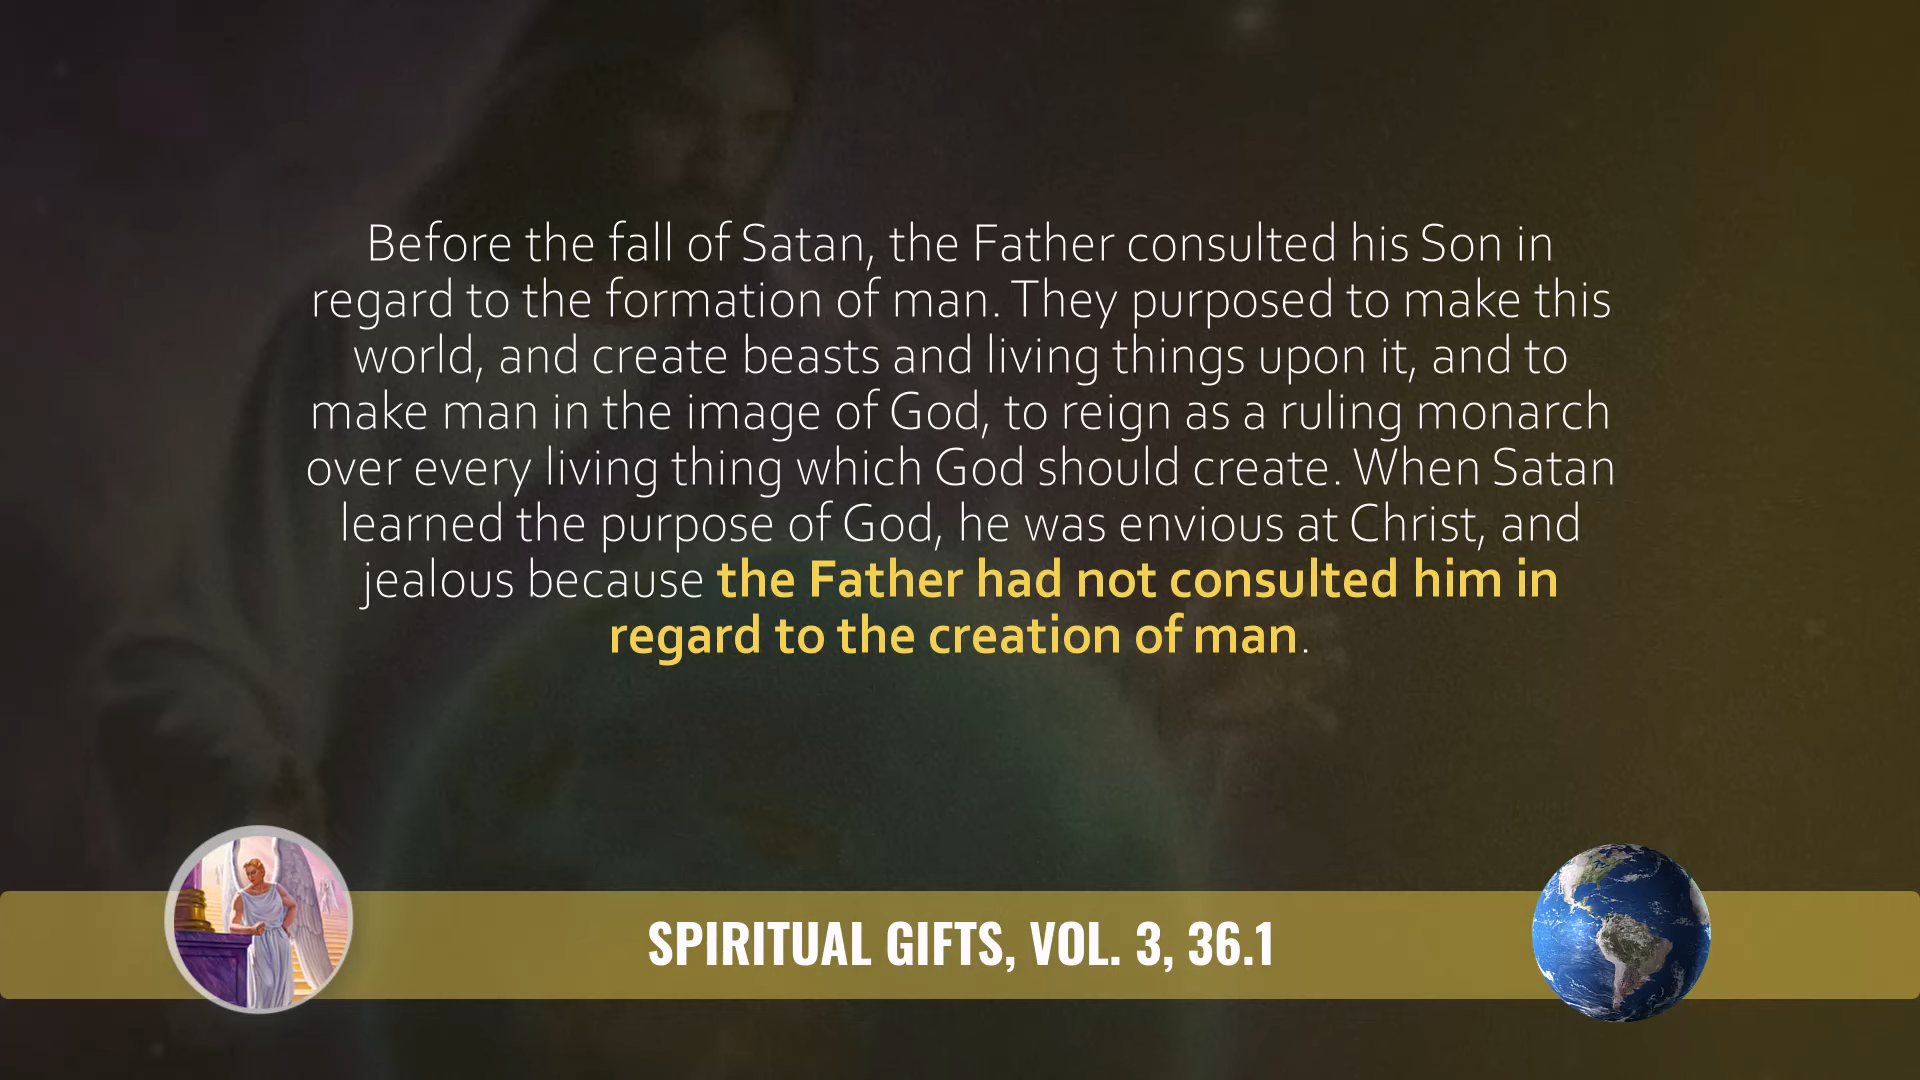 Before the fall of Satan, the Father consulted his Son in
regard to the formation of man. They purposed to make this
world, and create beasts and living things upon it, and to
make man in the image of God, to reign as a ruling monarch
over every living thing which God should create. When Satan
learned the purpose of God, he was envious at Christ, and
jealous because the Father had not consulted him in
regard to the creation of man.
SPIRITUAL GIFTS, VOL. 3, 36.1